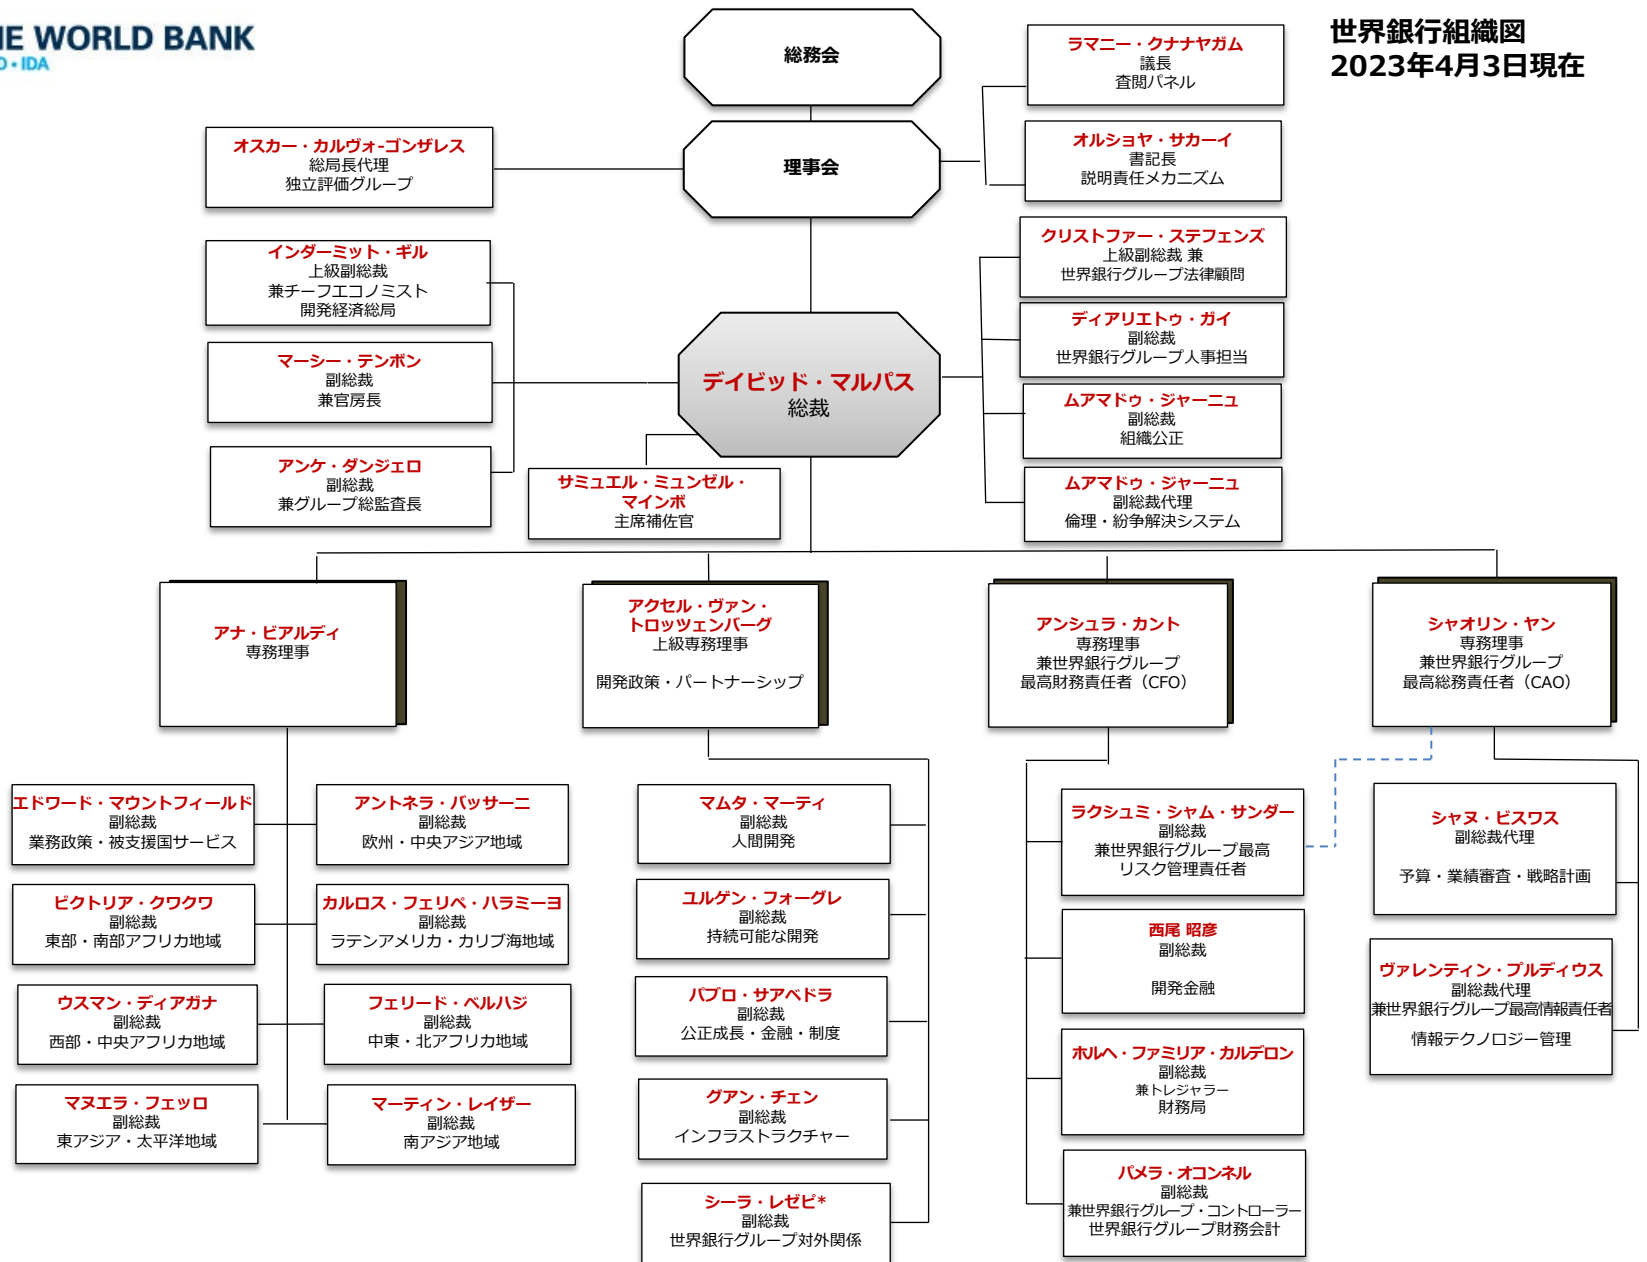 HE WORLD BANK
D・IDA
世界銀行組織図
2023年4月3日現在
総務会
理事会
ラマニー・クナナヤガム
議長
査閲パネル
オルショヤ・サカーイ
書記長
説明責任メカニズム
オスカー・カルヴォ-ゴンザレス
総局長代理
独立評価グループ
インダーミット・ギル
上級副総裁
兼チーフエコノミスト
開発経済総局
マーシー・テンボン
副総裁
兼官房長
アンケ・ダンジェロ
副総裁
兼グループ総監査長
デイビッド・マルパス
総裁
サミュエル・ミュンゼル・
マインボ
主席補佐官
クリストファー・ステフェンズ
上級副総裁 兼
世界銀行グループ法律顧問
ディアリエトゥ・ガイ
副総裁
世界銀行グループ人事担当
ムアマドゥ・ジャーニュ
副総裁
組織公正
ムアマドゥ・ジャーニュ
副総裁代理
倫理・紛争解決システム
アナ・ビアルディ
専務理事
アクセル・ヴァン・
トロッツェンバーグ
上級専務理事
開発政策・パートナーシップ
アンシュラ・カント
専務理事
兼世界銀行グループ
最高財務責任者（CFO）
シャオリン・ヤン
専務理事
兼世界銀行グループ
最高総務責任者（CAO）
エドワード・マウントフィールド
副総裁
業務政策・被支援国サービス
アントネラ・バッサーニ
副総裁
欧州・中央アジア地域
ビクトリア・クワクワ
副総裁
東部・南部アフリカ地域
カルロス・フェリペ・ハラミーヨ
副総裁
ラテンアメリカ・カリブ海地域
ウスマン・ディアガナ
副総裁
西部・中央アフリカ地域
フェリード・ベルハジ
副総裁
中東・北アフリカ地域
マヌエラ・フェッロ
副総裁
東アジア・太平洋地域
マーティン・レイザー
副総裁
南アジア地域
マムタ・マーティ
副総裁
人間開発
ユルゲン・フォーグレ
副総裁
持続可能な開発
パブロ・サアベドラ
副総裁
公正成長・金融・制度
グアン・チェン
副総裁
インフラストラクチャー
シーラ・レゼピ*
副総裁
世界銀行グループ対外関係
ラクシュミ・シャム・サンダー
副総裁
兼世界銀行グループ最高
リスク管理責任者
西尾 昭彦
副総裁
開発金融
ホルヘ・ファミリア・カルデロン
副総裁
兼トレジャラー
財務局
パメラ・オコンネル
副総裁
兼世界銀行グループ・コントローラー
世界銀行グループ財務会計
シャヌ・ビスワス
副総裁代理
予算・業績審査・戦略計画
ヴァレンティン・プルディウス
副総裁代理
兼世界銀行グループ最高情報責任者
情報テクノロジー管理